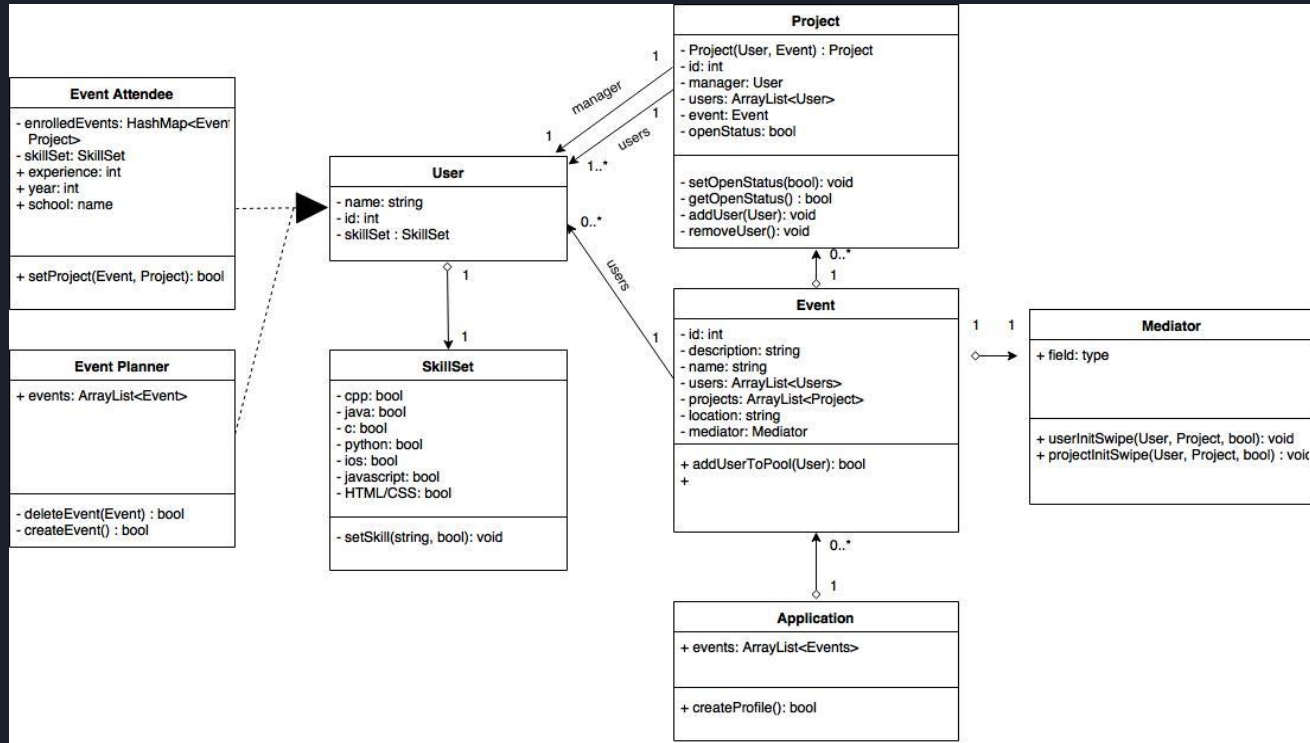 Event Attendee
- enrolledEvents: HashMap<Event
Project>
- skillSet: SkillSet
+ experience: int
+ year: int
+ school: name
+ setProject(Event, Project): bool
Event Planner
+ events: ArrayList<Event>
- deleteEvent(Event) : bool
- createEvent() : bool
User
- name: string
- id: int
- skillSet : SkillSet
1
1
SkillSet
- cpp: bool
- java: bool
- c: bool
- python: bool
- ios: bool
- javascript: bool
- HTML/CSS: bool
- setSkill(string, bool): void
1
manager
1
1
users
1..*
0..*
users
1
Project
- Project(User, Event) : Project
- id: int
- manager: User
- users: ArrayList<User>
- event: Event
- openStatus: bool
- setOpenStatus(bool): void
- getOpenStatus() : bool
- addUser(User): void
- removeUser(): void
0..*
1
Event
- id: int
- description: string
- name: string
- users: ArrayList<Users>
- projects: ArrayList<Project>
- location: string
- mediator: Mediator
+ addUserToPool(User): bool
+
1 1
Mediator
+ field: type
+ userInitSwipe(User, Project, bool): void
+ projectInitSwipe(User, Project, bool) : void
0..*
1
Application
+ events: ArrayList<Events>
+ createProfile(): bool